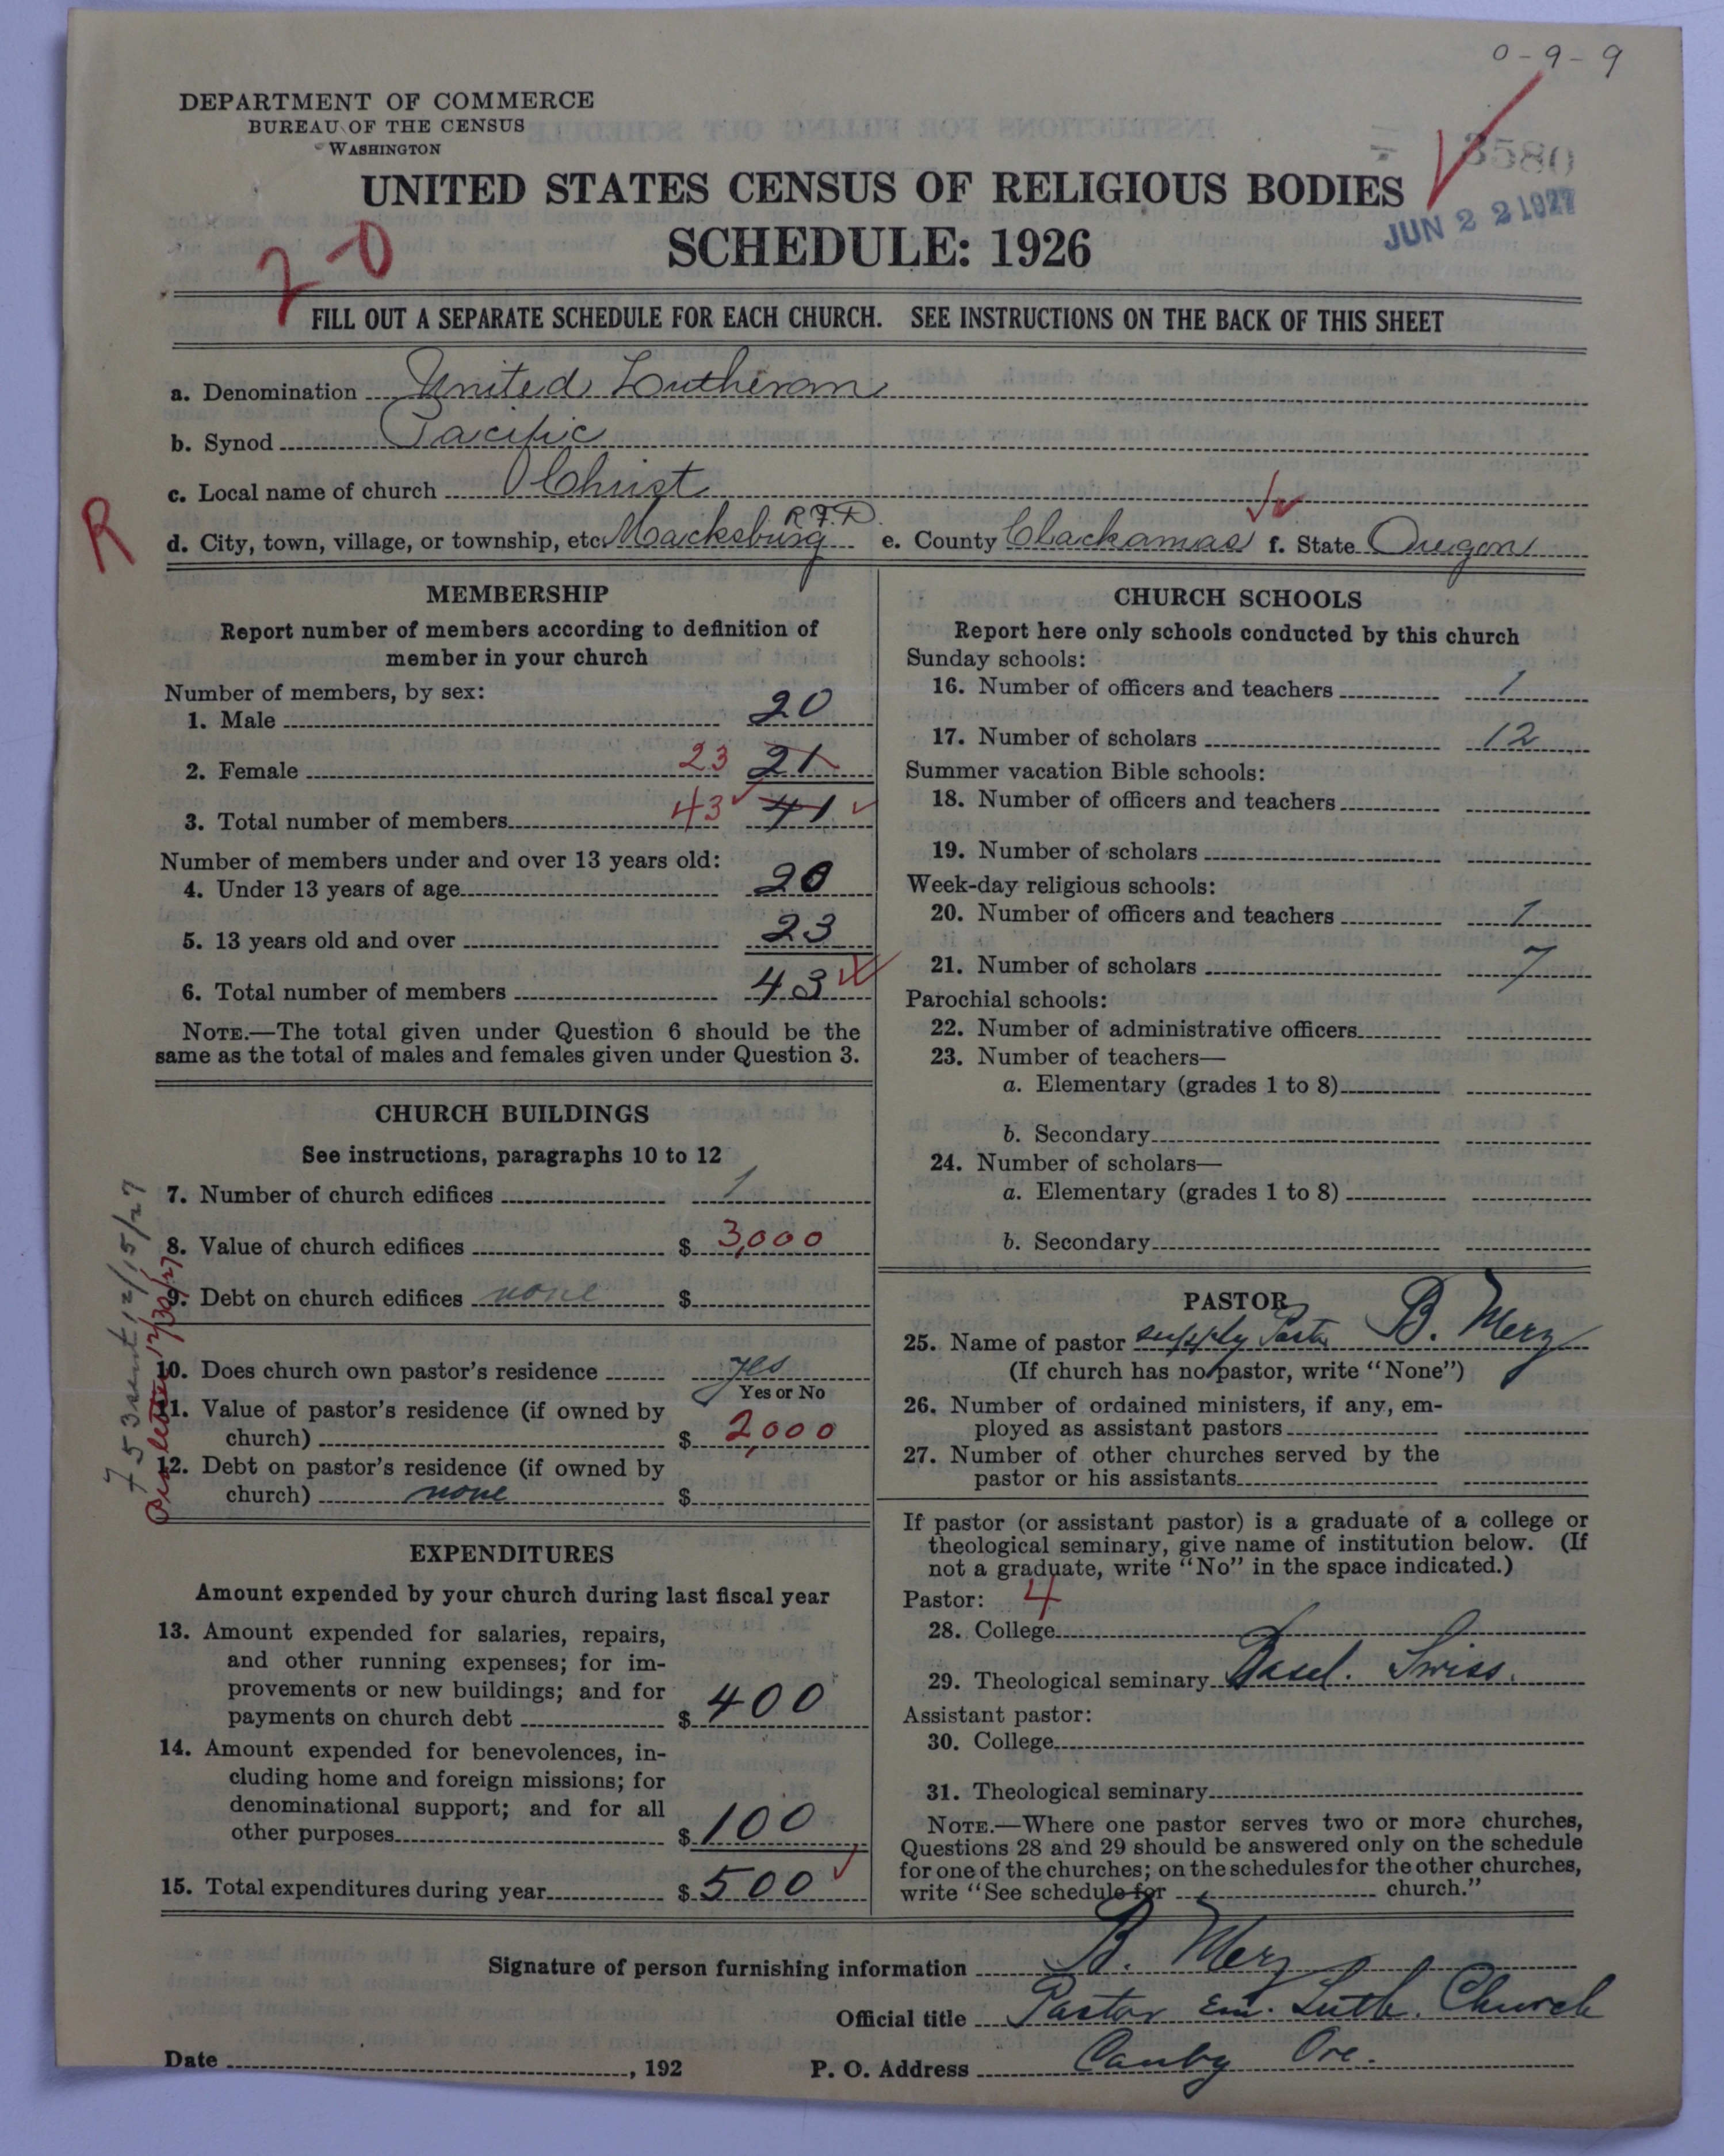 0-9-9
DEPARTMENT OF COMMERCE
BUREAU OF THE CENSUS
WASHINGTON
3580
UNITED STATES CENSUS OF RELIGIOUS BODIES
JUN 22 1927
SCHEDULE: 1926
20
FILL OUT A SEPARATE SCHEDULE FOR EACH CHURCH. SEE INSTRUCTIONS ON THE BACK OF THIS SHEET
a. Denomination United Lutheran
b. Synod Pacific
c. Local name of church Christ
R
d. City, town, village, or township, etc. Macksburg R.F.D. e. County Clackamas f. State Oregon
MEMBERSHIP
Report number of members according to definition of
member in your church
Number of members, by sex:
1. Male 20
2. Female 23 21
3. Total number of members 43 41
Number of members under and over 13 years old:
4. Under 13 years of age 20
5. 13 years old and over 23
6. Total number of members 43
NOTE.—The total given under Question 6 should be the
same as the total of males and females given under Question 3.
CHURCH BUILDINGS
See instructions, paragraphs 10 to 12
7. Number of church edifices 1
8. Value of church edifices $ 3,000
9. Debt on church edifices none $
10. Does church own pastor's residence yes
Yes or No
11. Value of pastor's residence (if owned by
church) $ 2,000
12. Debt on pastor's residence (if owned by
church) none $
753 sent 12/15/27
12/30/27
EXPENDITURES
Amount expended by your church during last fiscal year
13. Amount expended for salaries, repairs,
and other running expenses; for im-
provements or new buildings; and for
payments on church debt $ 400
14. Amount expended for benevolences, in-
cluding home and foreign missions; for
denominational support; and for all
other purposes $ 100
15. Total expenditures during year $ 500
CHURCH SCHOOLS
Report here only schools conducted by this church
Sunday schools:
16. Number of officers and teachers 1
17. Number of scholars 12
Summer vacation Bible schools:
18. Number of officers and teachers
19. Number of scholars
Week-day religious schools:
20. Number of officers and teachers 1
21. Number of scholars 7
Parochial schools:
22. Number of administrative officers
23. Number of teachers—
a. Elementary (grades 1 to 8)
b. Secondary
24. Number of scholars—
a. Elementary (grades 1 to 8)
b. Secondary
PASTOR
25. Name of pastor supply Pastor B. Merz
(If church has no pastor, write "None")
26. Number of ordained ministers, if any, em-
ployed as assistant pastors
27. Number of other churches served by the
pastor or his assistants
If pastor (or assistant pastor) is a graduate of a college or
theological seminary, give name of institution below. (If
not a graduate, write "No" in the space indicated.)
Pastor: 4
28. College
29. Theological seminary Basel. Swiss.
Assistant pastor:
30. College
31. Theological seminary
NOTE.—Where one pastor serves two or more churches,
Questions 28 and 29 should be answered only on the schedule
for one of the churches; on the schedules for the other churches,
write "See schedule for church."
Signature of person furnishing information B. Merz
Official title Pastor Em. Luth. Church
Date , 192 P. O. Address Canby Ore.